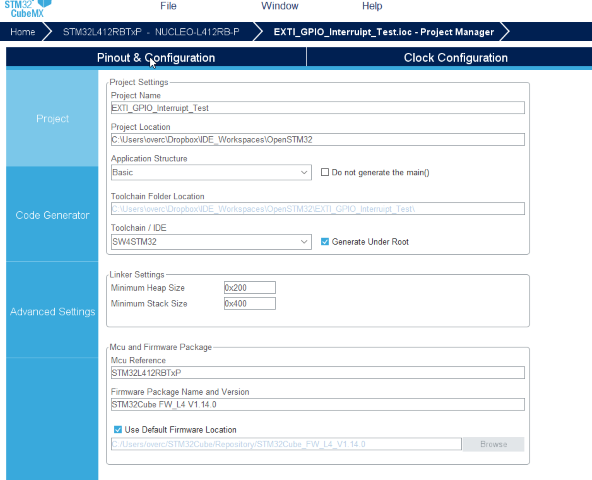 STM32
CubeMX
File Window Help
Home STM32L412RBTxP - NUCLEO-L412RB-P EXTI_GPIO_Interruipt_Test.ioc - Project Manager
Pinout & Configuration Clock Configuration
Project
Code Generator
Advanced Settings
Project Settings
Project Name
EXTI_GPIO_Interruipt_Test
Project Location
C:\Users\overc\Dropbox\IDE_Workspaces\OpenSTM32
Application Structure
Basic Do not generate the main()
Toolchain Folder Location
C:\Users\overc\Dropbox\IDE_Workspaces\OpenSTM32\EXTI_GPIO_Interruipt_Test\
Toolchain / IDE
SW4STM32 Generate Under Root
Linker Settings
Minimum Heap Size 0x200
Minimum Stack Size 0x400
Mcu and Firmware Package
Mcu Reference
STM32L412RBTxP
Firmware Package Name and Version
STM32Cube FW_L4 V1.14.0
Use Default Firmware Location
C:/Users/overc/STM32Cube/Repository/STM32Cube_FW_L4_V1.14.0 Browse